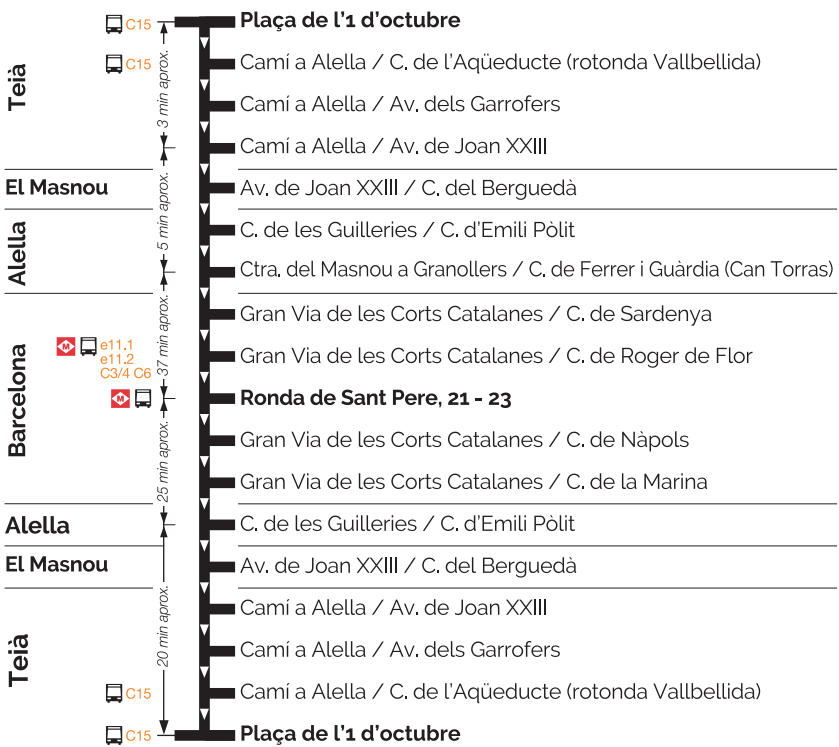 C15
Plaça de l'1 d'octubre
C15
Camí a Alella / C. de l'Aqüeducte (rotonda Vallbellida)
Teià
3 min aprox.
Camí a Alella / Av. dels Garrofers
Camí a Alella / Av. de Joan XXIII
El Masnou
Av. de Joan XXIII / C. del Berguedà
Alella
5 min aprox.
C. de les Guilleries / C. d'Emili Pòlit
Ctra. del Masnou a Granollers / C. de Ferrer i Guàrdia (Can Torras)
Barcelona
37 min aprox.
Gran Via de les Corts Catalanes / C. de Sardenya
M
e11.1
e11.2
C3/4 C6
Gran Via de les Corts Catalanes / C. de Roger de Flor
M
Ronda de Sant Pere, 21 - 23
25 min aprox.
Gran Via de les Corts Catalanes / C. de Nàpols
Gran Via de les Corts Catalanes / C. de la Marina
Alella
C. de les Guilleries / C. d'Emili Pòlit
El Masnou
Av. de Joan XXIII / C. del Berguedà
Teià
20 min aprox.
Camí a Alella / Av. de Joan XXIII
Camí a Alella / Av. dels Garrofers
C15
Camí a Alella / C. de l'Aqüeducte (rotonda Vallbellida)
C15
Plaça de l'1 d'octubre